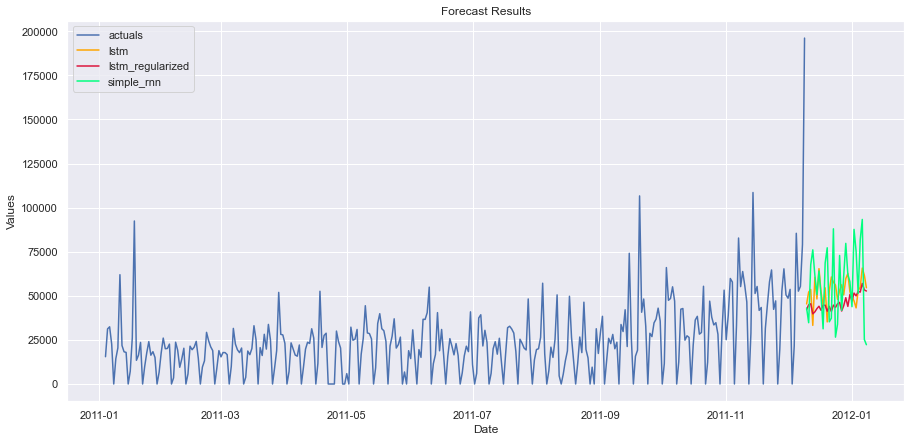 Forecast Results
actuals
lstm
lstm_regularized
simple_rnn
200000
175000
150000
125000
100000
75000
50000
25000
0
Values
2011-01 2011-03 2011-05 2011-07 2011-09 2011-11 2012-01
Date